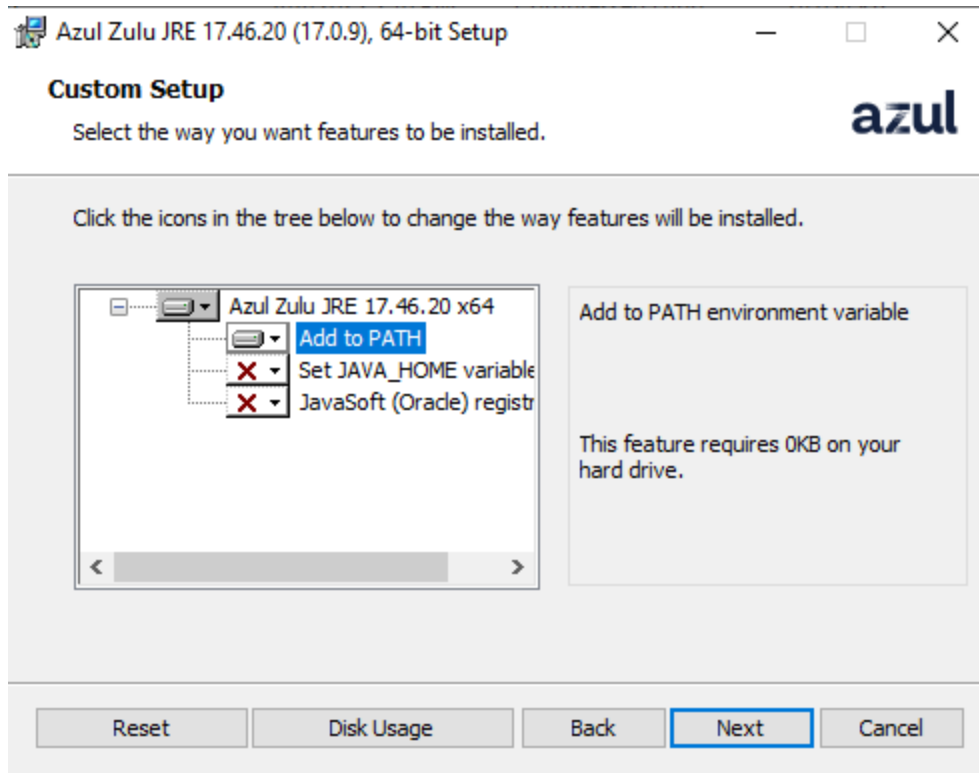 Azul Zulu JRE 17.46.20 (17.0.9), 64-bit Setup
Custom Setup
Select the way you want features to be installed.
azul
Click the icons in the tree below to change the way features will be installed.
Azul Zulu JRE 17.46.20 x64
Add to PATH
Set JAVA_HOME variable
JavaSoft (Oracle) registr
Add to PATH environment variable
This feature requires 0KB on your
hard drive.
Reset
Disk Usage
Back
Next
Cancel